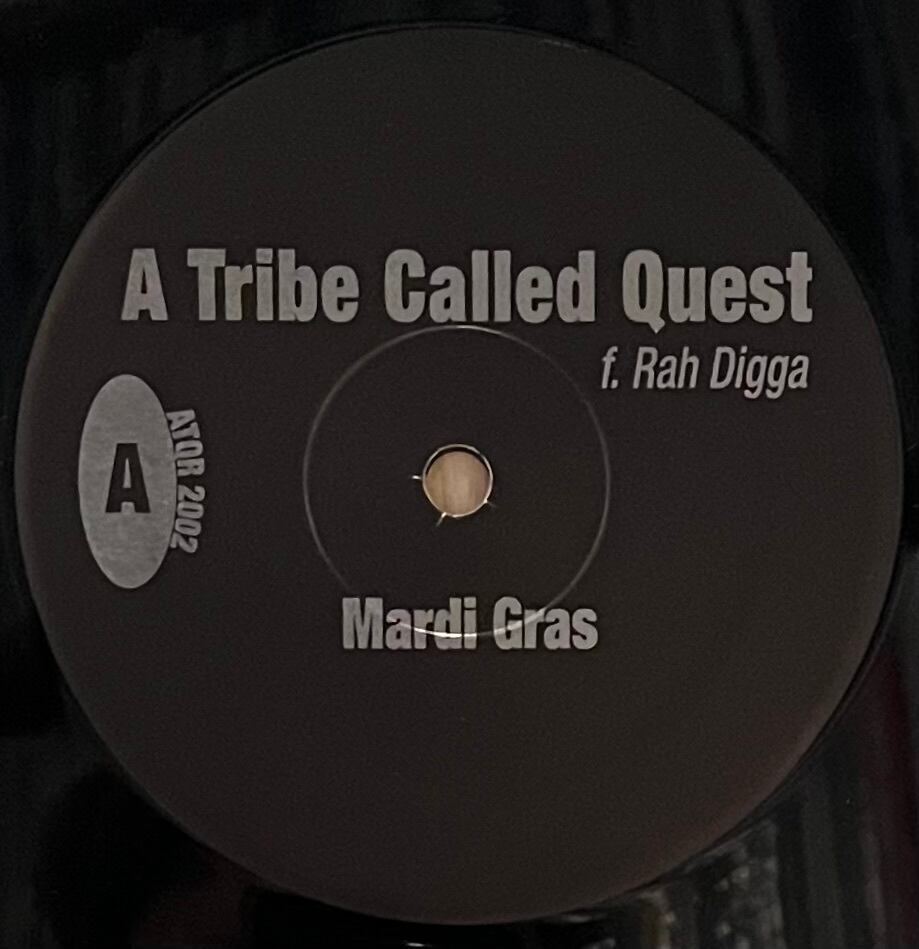 A Tribe Called Quest
f. Rah Digga
A
ATQR 2002
Mardi Gras